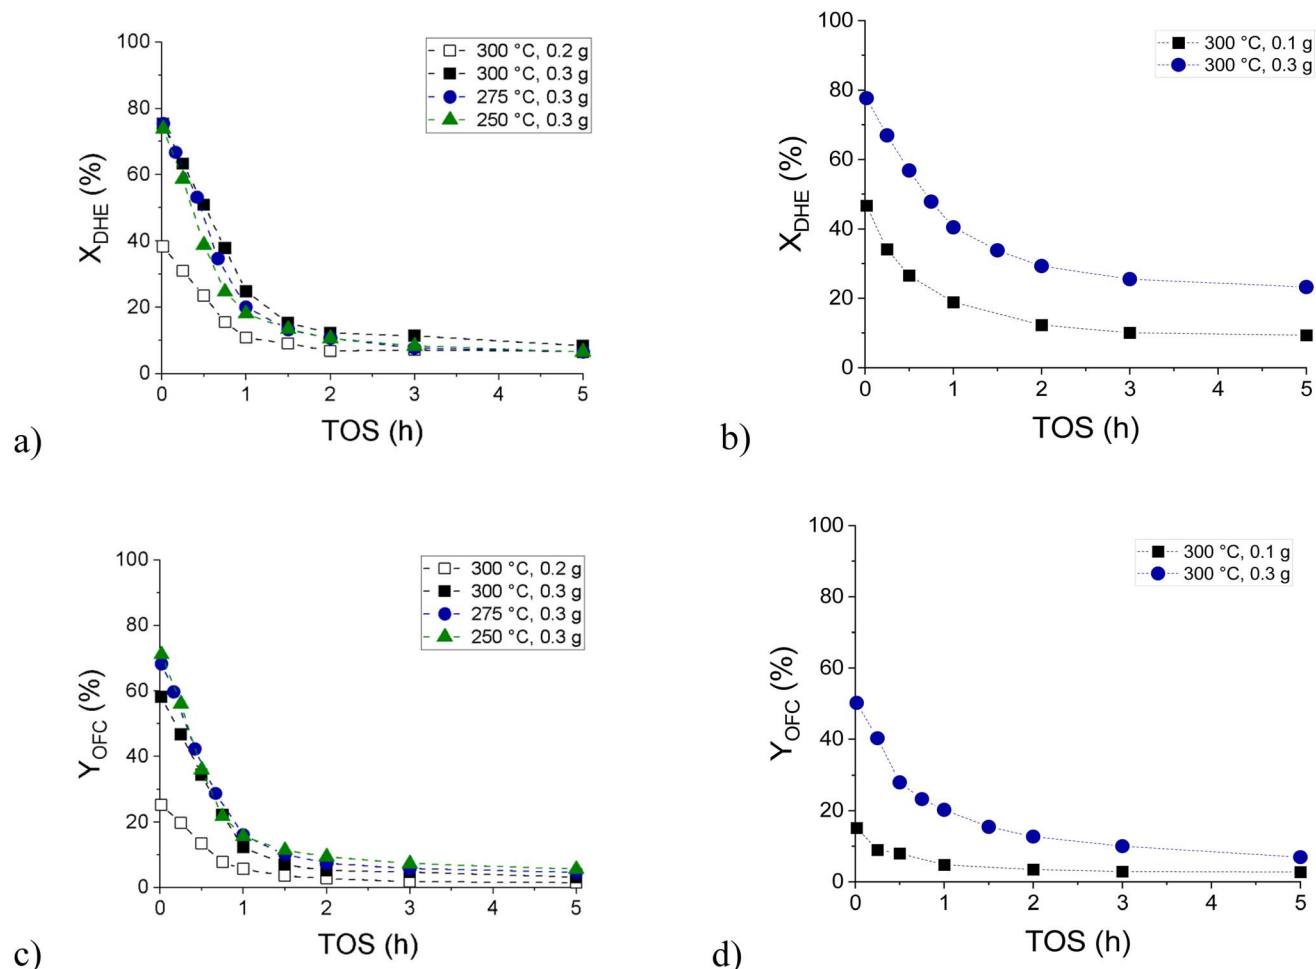 100
80
60
40
20
0
X_DHE (%)
300 °C, 0.2 g
300 °C, 0.3 g
275 °C, 0.3 g
250 °C, 0.3 g
0 1 2 3 4 5
TOS (h)
a)
100
80
60
40
20
0
X_DHE (%)
300 °C, 0.1 g
300 °C, 0.3 g
0 1 2 3 4 5
TOS (h)
b)
100
80
60
40
20
0
Y_OFC (%)
300 °C, 0.2 g
300 °C, 0.3 g
275 °C, 0.3 g
250 °C, 0.3 g
0 1 2 3 4 5
TOS (h)
c)
100
80
60
40
20
0
Y_OFC (%)
300 °C, 0.1 g
300 °C, 0.3 g
0 1 2 3 4 5
TOS (h)
d)